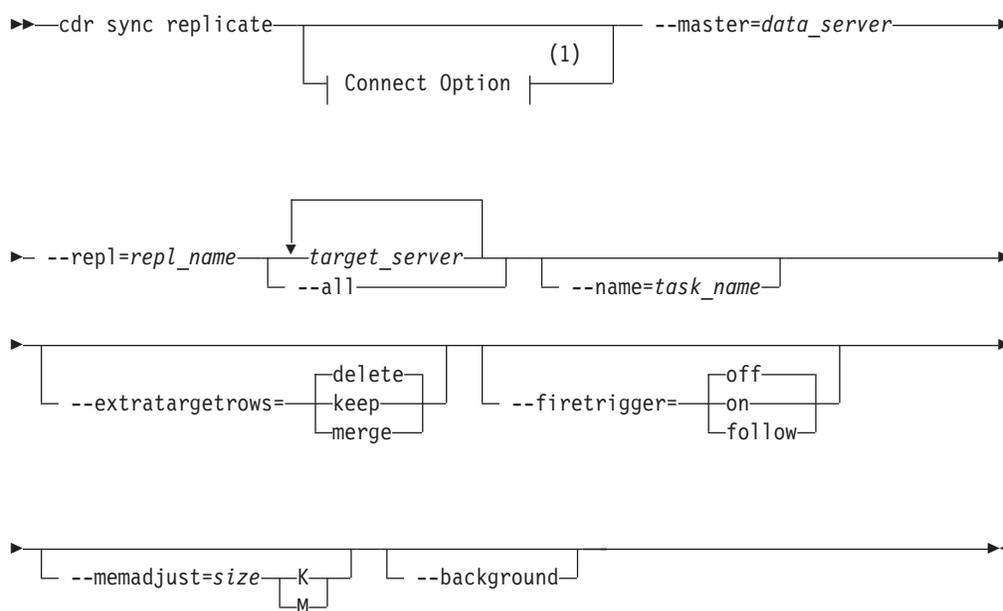 cdr sync replicate --master=data_server
(1)
Connect Option
--repl=repl_name target_server
--all --name=task_name
delete off
--extratargetrows= keep --firetrigger= on
merge follow
--memadjust=size K --background
M